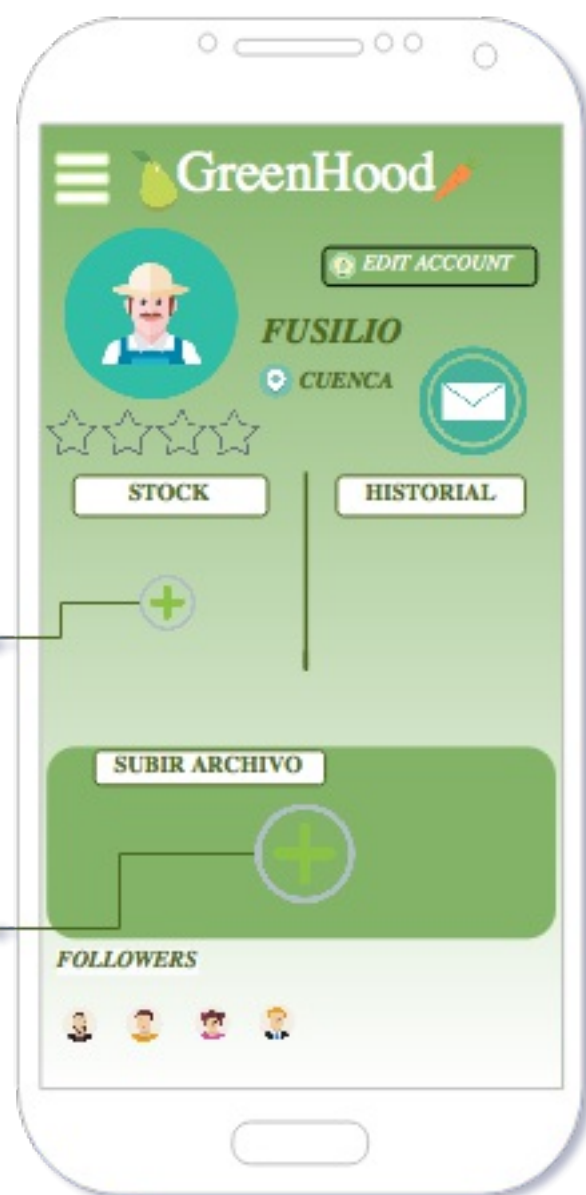 GreenHood
EDIT ACCOUNT
FUSILIO
CUENCA
STOCK
HISTORIAL
SUBIR ARCHIVO
FOLLOWERS